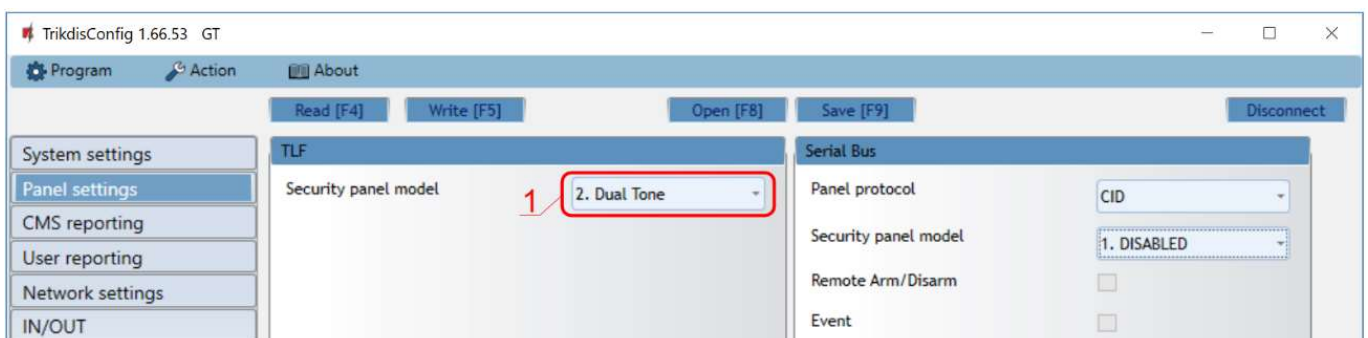 TrikdisConfig 1.66.53 GT
Program Action About
Read [F4] Write [F5] Open [F8] Save [F9] Disconnect
System settings
Panel settings
CMS reporting
User reporting
Network settings
IN/OUT
TLF
Security panel model 1 2. Dual Tone
Serial Bus
Panel protocol CID
Security panel model 1. DISABLED
Remote Arm/Disarm
Event